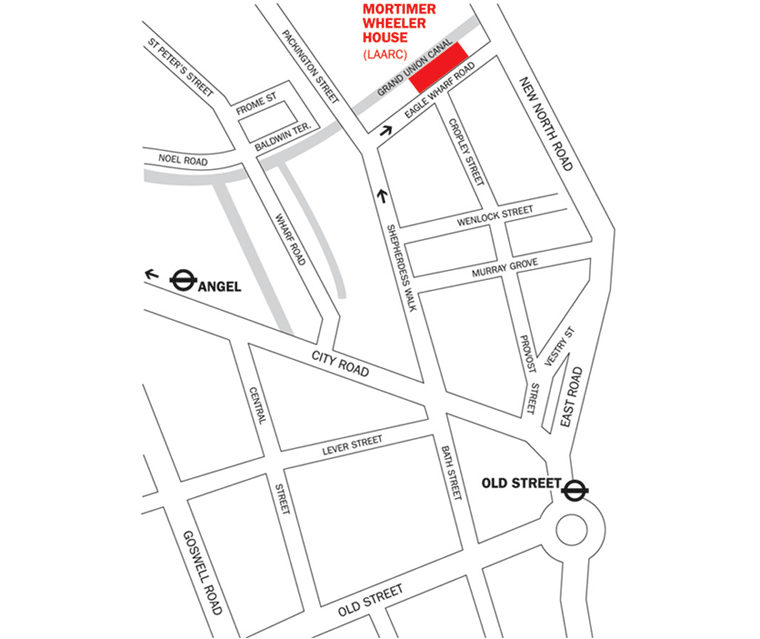 MORTIMER
WHEELER
HOUSE
(LAARC)
ST PETER'S STREET
PACKINGTON STREET
GRAND UNION CANAL
EAGLE WHARF ROAD
NEW NORTH ROAD
FROME ST
BALDWIN TER.
NOEL ROAD
CROPLEY STREET
WENLOCK STREET
WHARF ROAD
SHEPHERDESS WALK
MURRAY GROVE
ANGEL
CITY ROAD
PROVOST
STREET
VESTRY ST
EAST ROAD
CENTRAL
STREET
LEVER STREET
BATH STREET
OLD STREET
GOSWELL ROAD
OLD STREET